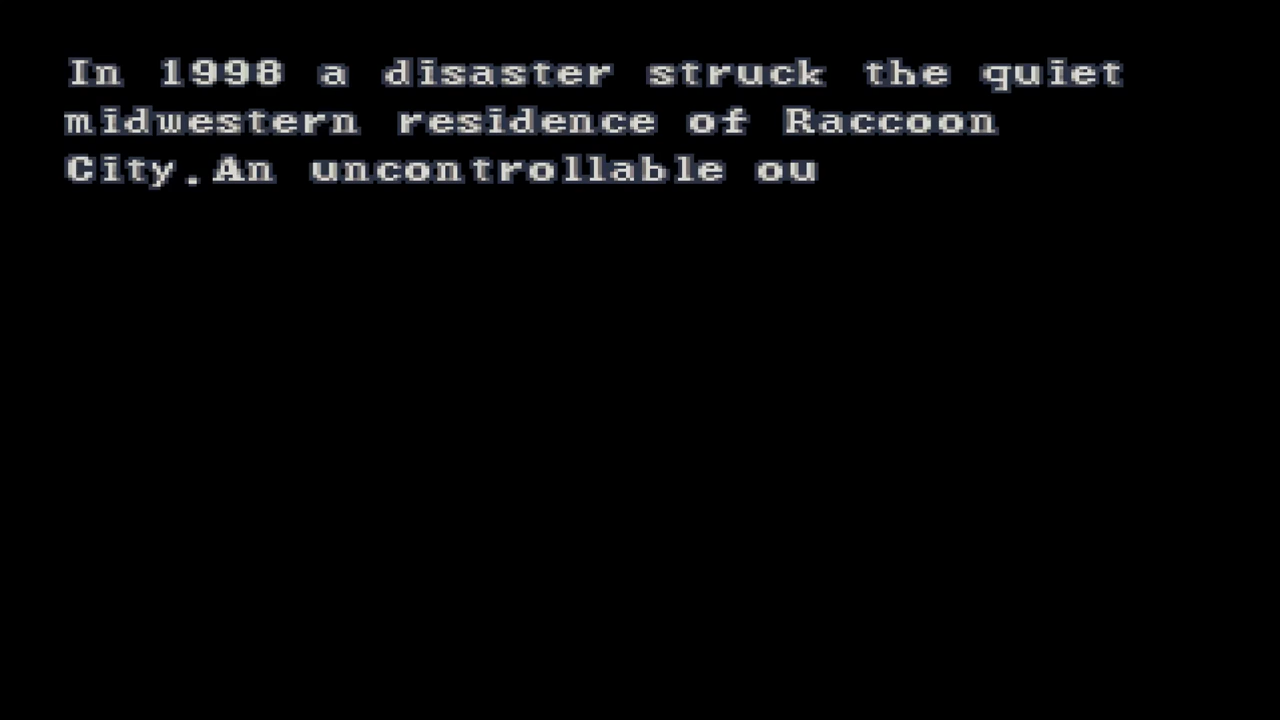 In 1998 a disaster struck the quiet
midwestern residence of Raccoon
City.An uncontrollable ou